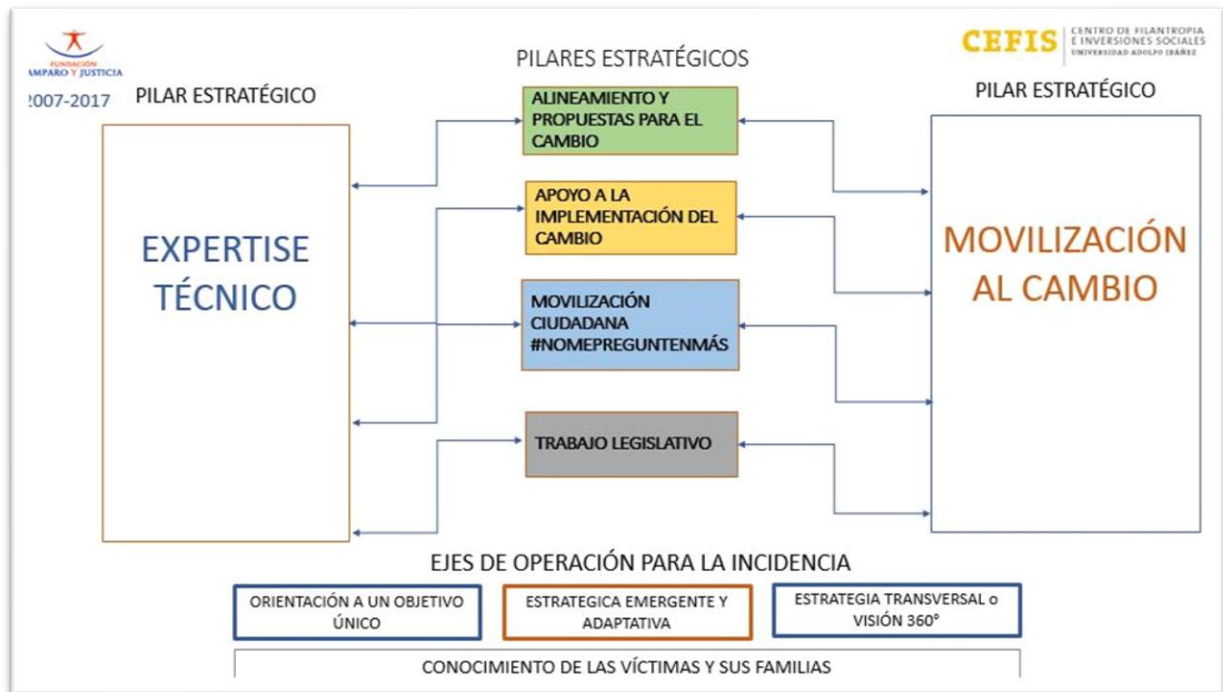 FUNDACIÓN
AMPARO Y JUSTICIA
2007-2017
PILAR ESTRATÉGICO
EXPERTISE
TÉCNICO
PILARES ESTRATÉGICOS
ALINEAMIENTO Y
PROPUESTAS PARA EL
CAMBIO
APOYO A LA
IMPLEMENTACIÓN DEL
CAMBIO
MOVILIZACIÓN
CIUDADANA
#NOMEPREGUNTENMÁS
TRABAJO LEGISLATIVO
CEFIS
CENTRO DE FILANTROPIA
E INVERSIONES SOCIALES
UNIVERSIDAD ADOLFO IBÁÑEZ
PILAR ESTRATÉGICO
MOVILIZACIÓN
AL CAMBIO
EJES DE OPERACIÓN PARA LA INCIDENCIA
ORIENTACIÓN A UN OBJETIVO
ÚNICO
ESTRATEGICA EMERGENTE Y
ADAPTATIVA
ESTRATEGIA TRANSVERSAL o
VISIÓN 360°
CONOCIMIENTO DE LAS VÍCTIMAS Y SUS FAMILIAS